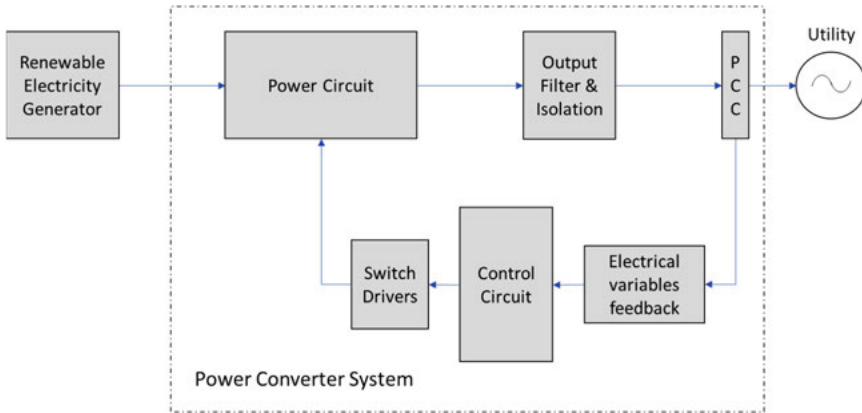 Renewable
Electricity
Generator
Power Circuit
Output
Filter &
Isolation
P
C
C
Utility
Switch
Drivers
Control
Circuit
Electrical
variables
feedback
Power Converter System